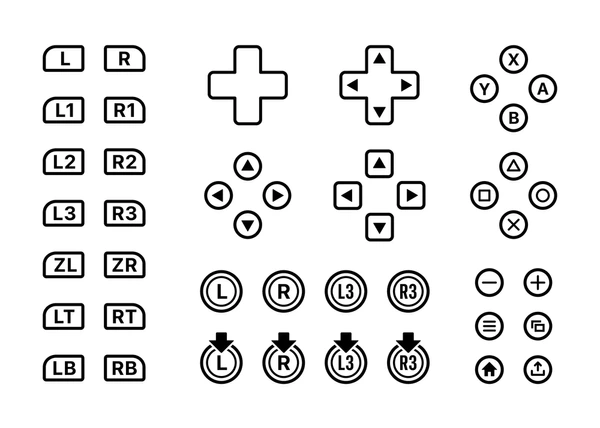 L R
L1 R1
L2 R2
L3 R3
ZL ZR
LT RT
LB RB
X
Y A
B
L R L3 R3
L R L3 R3